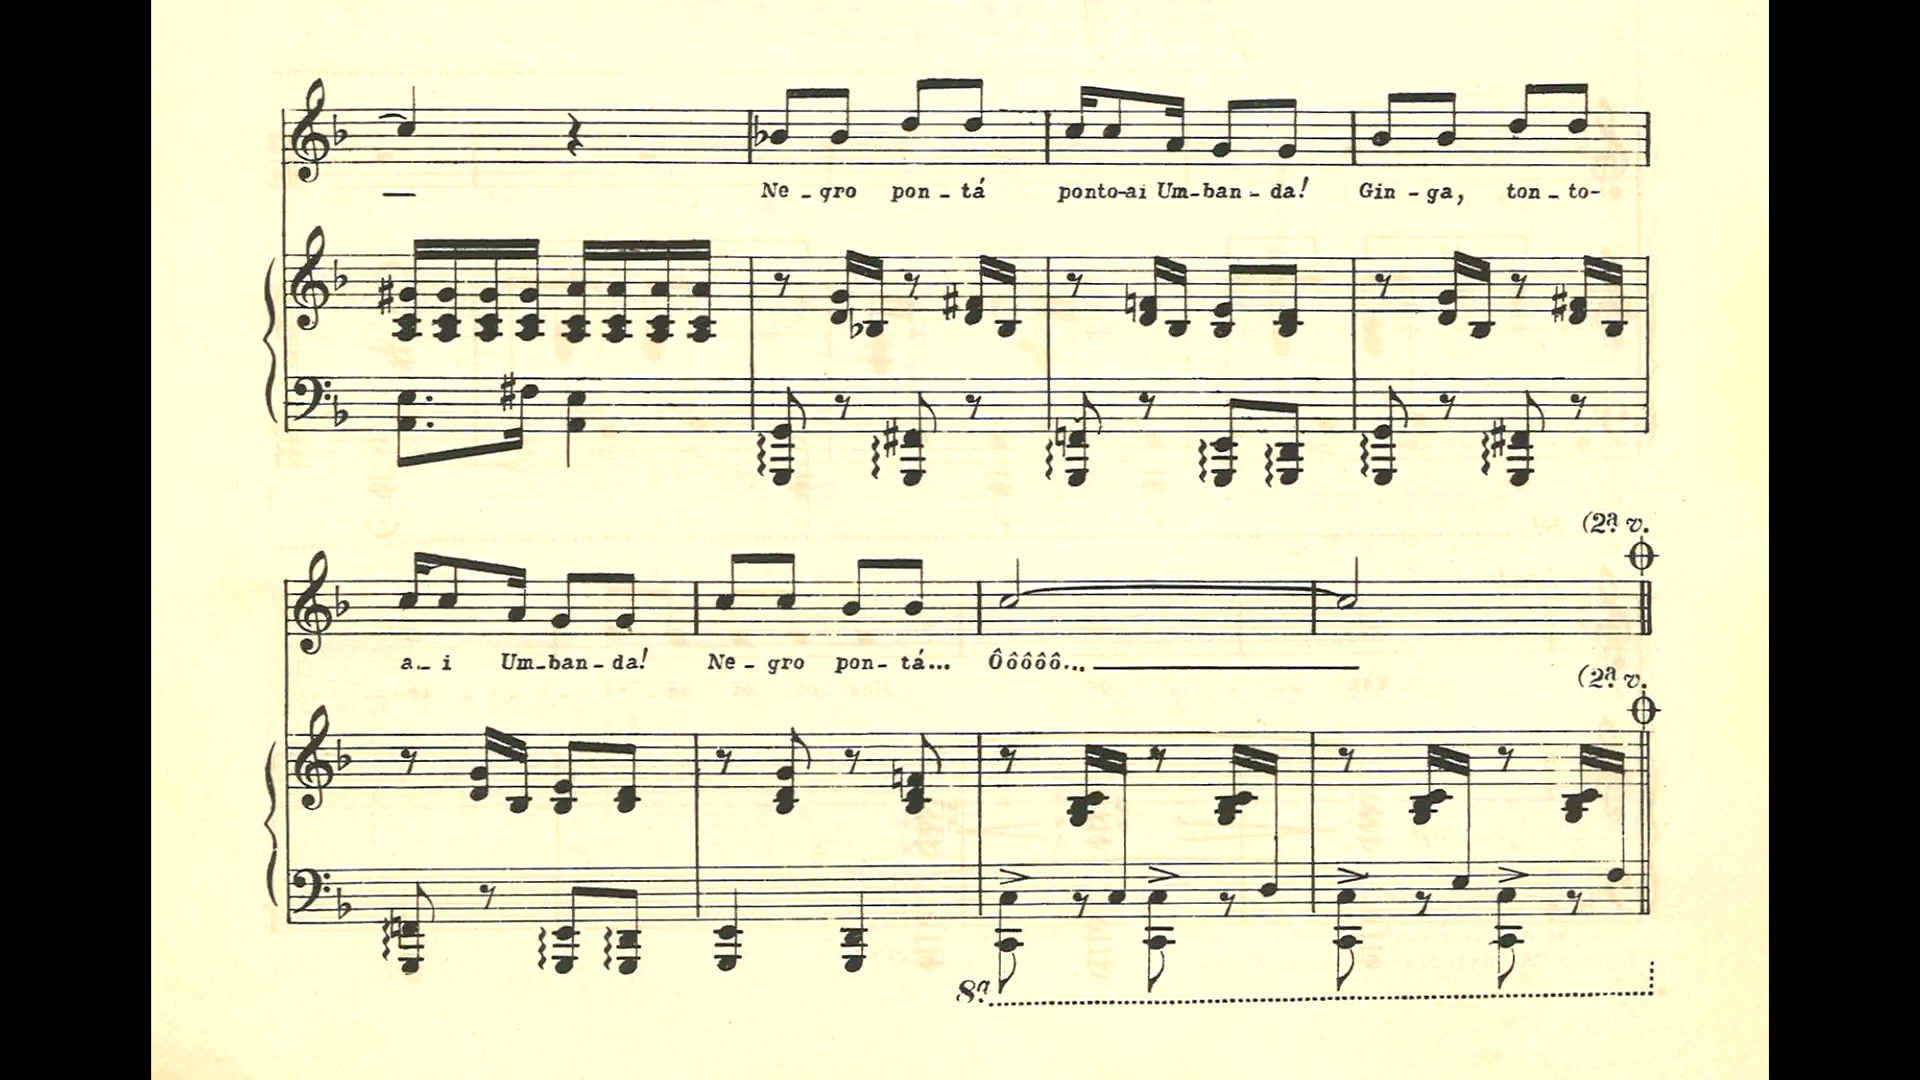 — Ne - gro pon - tá ponto-ai Um-ban - da! Gin - ga, ton - to-
(2ª v.
a - i Um-ban - da! Ne - gro pon - tá... Ôôôôô...
(2ª v.
8ª